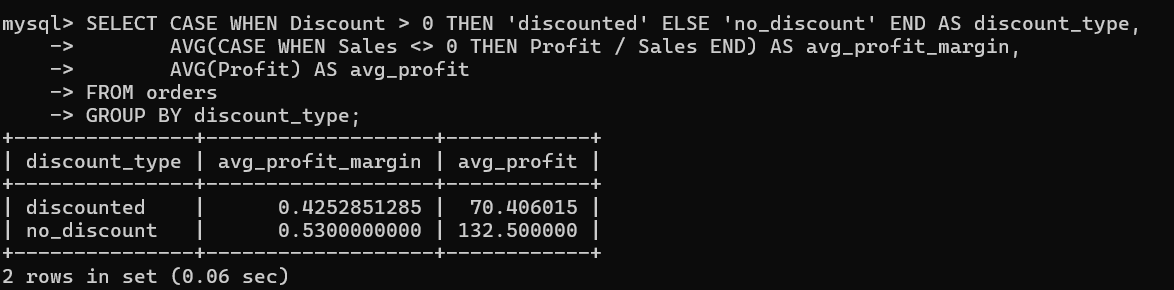 mysql> SELECT CASE WHEN Discount > 0 THEN 'discounted' ELSE 'no_discount' END AS discount_type,
    ->        AVG(CASE WHEN Sales <> 0 THEN Profit / Sales END) AS avg_profit_margin,
    ->        AVG(Profit) AS avg_profit
    -> FROM orders
    -> GROUP BY discount_type;
+---------------+-------------------+------------+
| discount_type | avg_profit_margin | avg_profit |
+---------------+-------------------+------------+
| discounted    |      0.4252851285 |  70.406015 |
| no_discount   |      0.5300000000 | 132.500000 |
+---------------+-------------------+------------+
2 rows in set (0.06 sec)